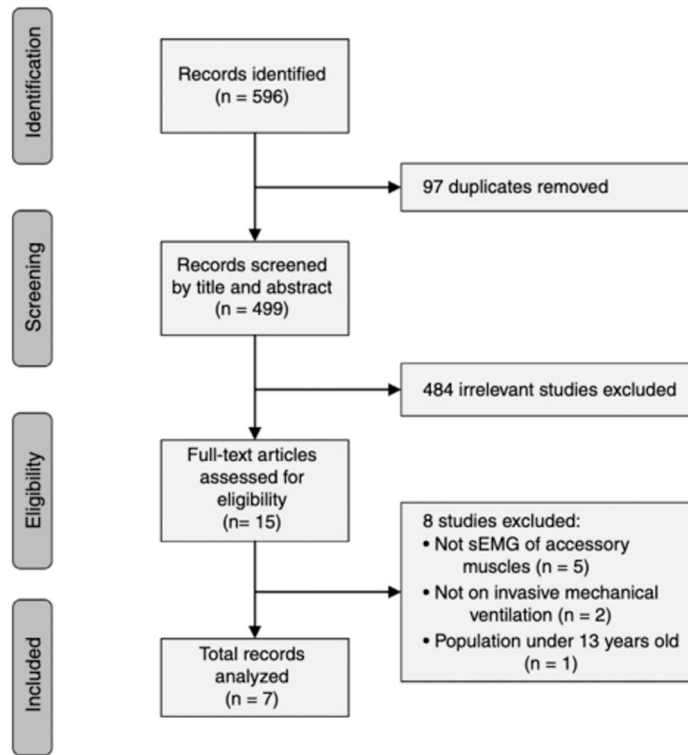 Identification
Records identified
(n = 596)
97 duplicates removed
Screening
Records screened
by title and abstract
(n = 499)
484 irrelevant studies excluded
Eligibility
Full-text articles
assessed for
eligibility
(n= 15)
8 studies excluded:
• Not sEMG of accessory
muscles (n = 5)
• Not on invasive mechanical
ventilation (n = 2)
• Population under 13 years old
(n = 1)
Included
Total records
analyzed
(n = 7)